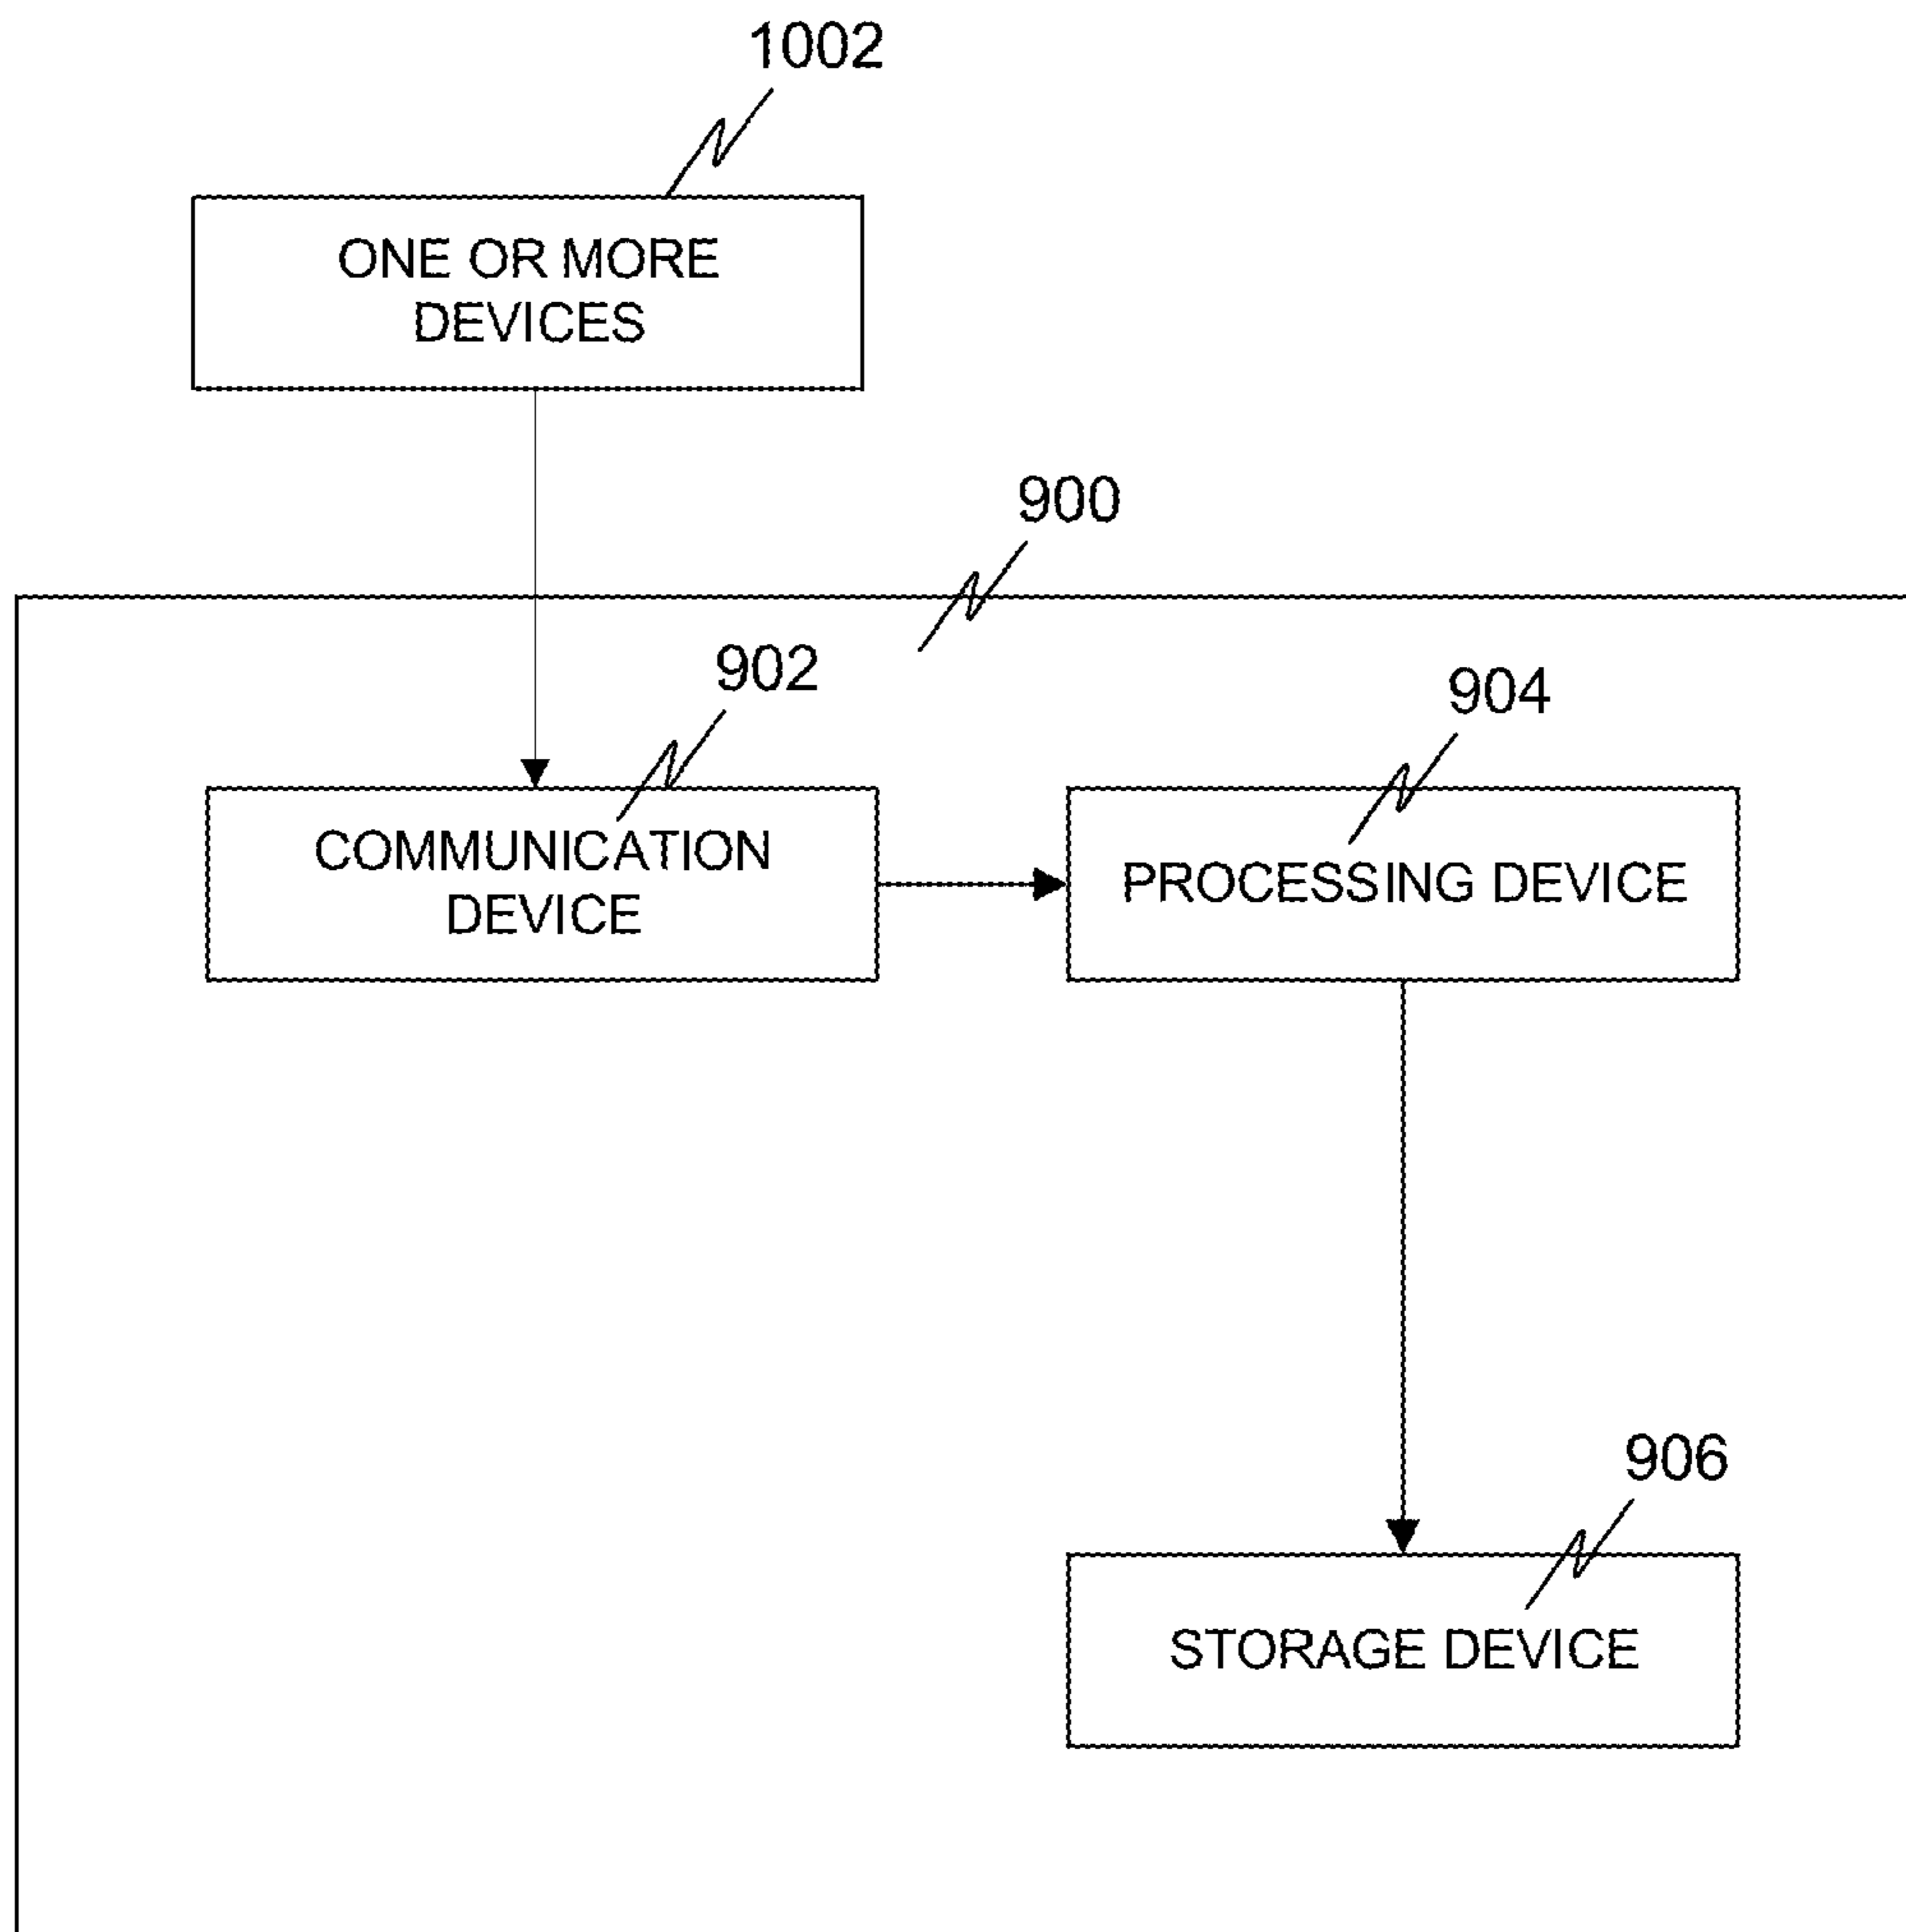 1002
ONE OR MORE
DEVICES
900
902
904
COMMUNICATION
DEVICE
PROCESSING DEVICE
906
STORAGE DEVICE